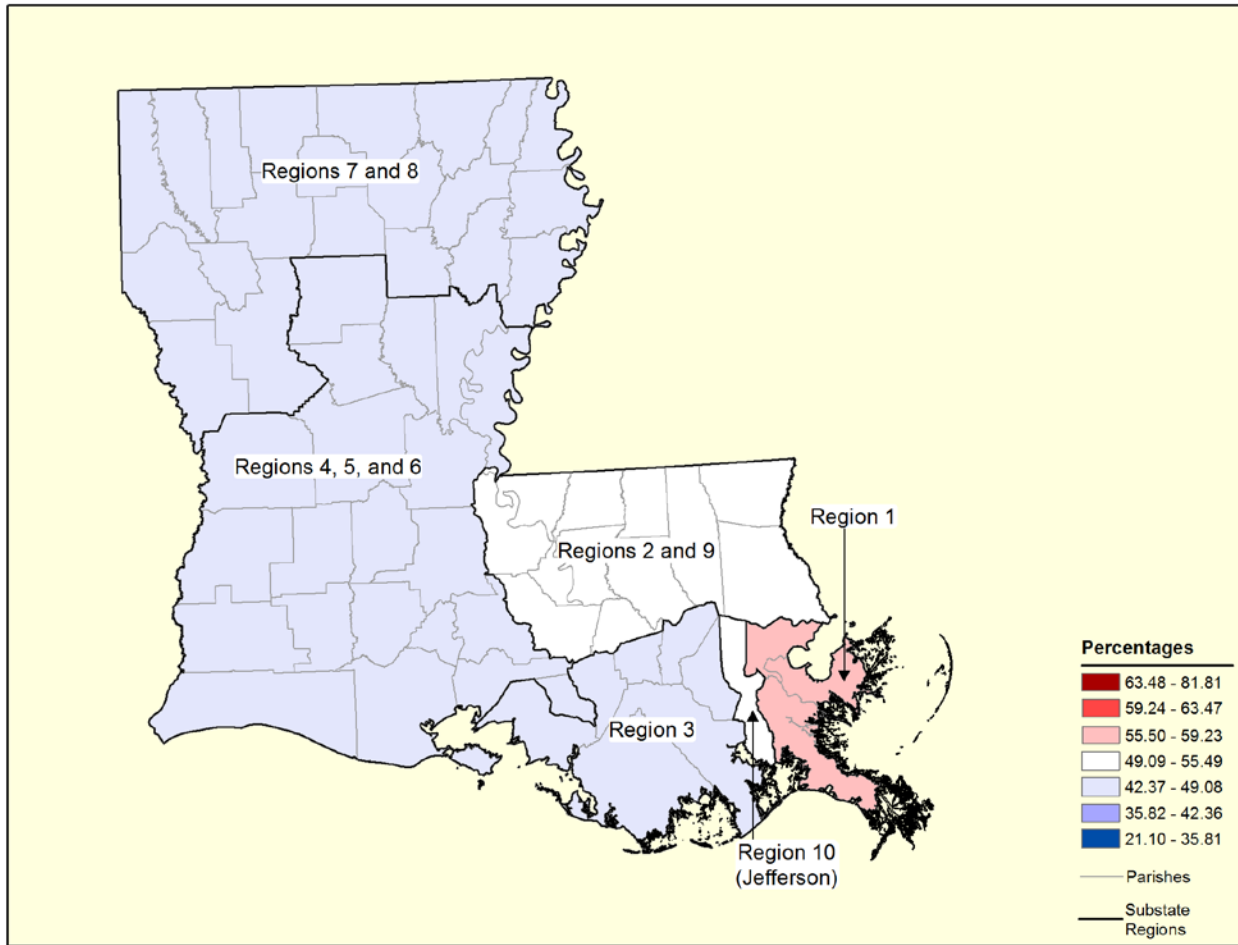 Regions 7 and 8
Regions 4, 5, and 6
Region 1
Regions 2 and 9
Region 3
Region 10
(Jefferson)
Percentages
63.48 - 81.81
59.24 - 63.47
55.50 - 59.23
49.09 - 55.49
42.37 - 49.08
35.82 - 42.36
21.10 - 35.81
Parishes
Substate
Regions